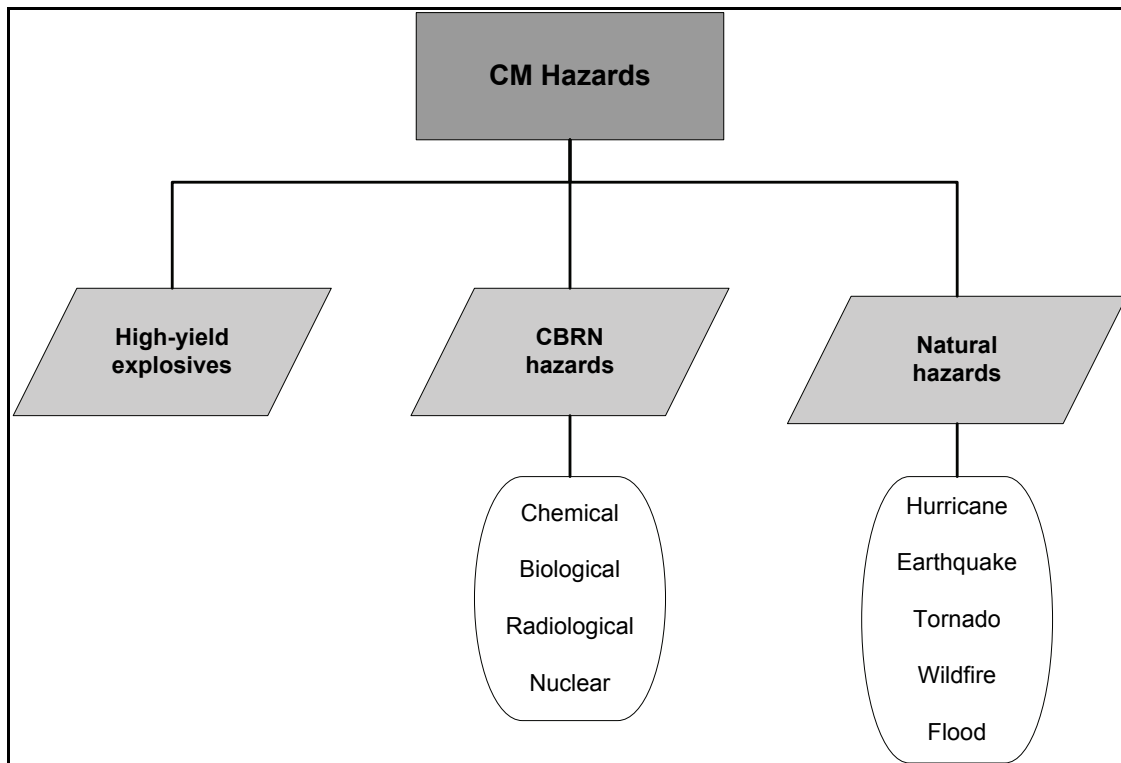 CM Hazards
High-yield
explosives
CBRN
hazards
Natural
hazards
Chemical
Biological
Radiological
Nuclear
Hurricane
Earthquake
Tornado
Wildfire
Flood